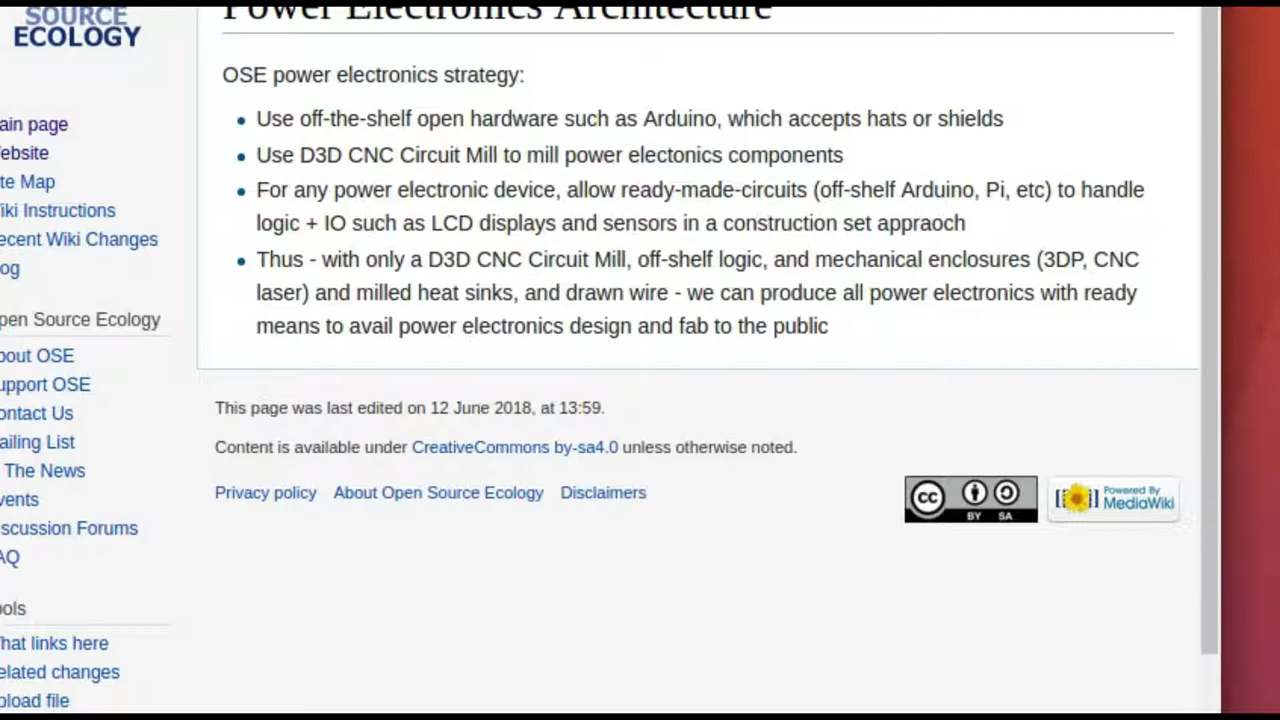 SOURCE
ECOLOGY
ain page
ebsite
te Map
iki Instructions
ecent Wiki Changes
og
pen Source Ecology
bout OSE
upport OSE
ontact Us
ailing List
The News
vents
scussion Forums
AQ
ols
hat links here
elated changes
pload file
Power Electronics Architecture
OSE power electronics strategy:
Use off-the-shelf open hardware such as Arduino, which accepts hats or shields
Use D3D CNC Circuit Mill to mill power electonics components
For any power electronic device, allow ready-made-circuits (off-shelf Arduino, Pi, etc) to handle
logic + IO such as LCD displays and sensors in a construction set appraoch
Thus - with only a D3D CNC Circuit Mill, off-shelf logic, and mechanical enclosures (3DP, CNC
laser) and milled heat sinks, and drawn wire - we can produce all power electronics with ready
means to avail power electronics design and fab to the public
This page was last edited on 12 June 2018, at 13:59.
Content is available under CreativeCommons by-sa4.0 unless otherwise noted.
Privacy policy About Open Source Ecology Disclaimers
cc BY SA
Powered By
MediaWiki